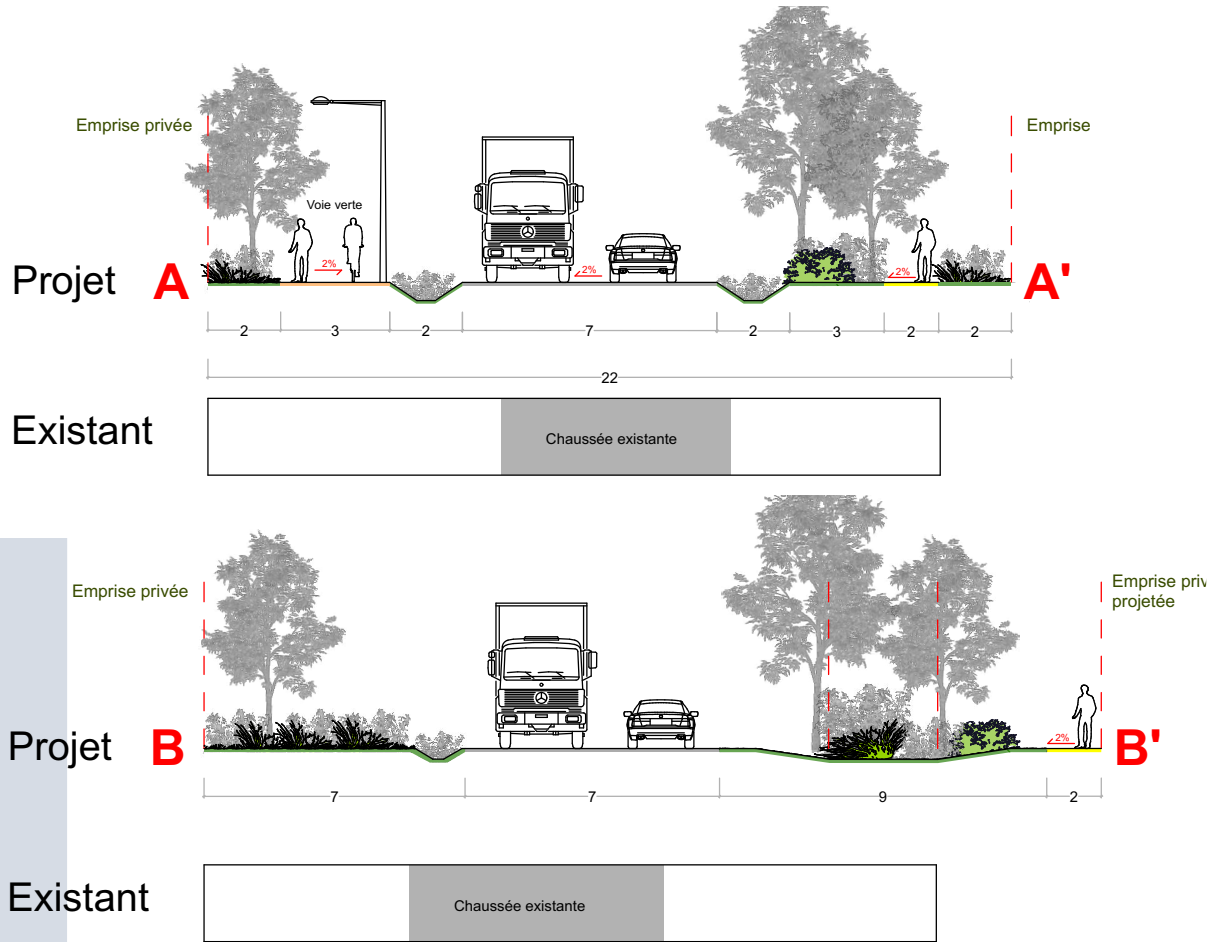 Emprise privée
Emprise
Voie verte
2%
2%
2%
Projet A A'
2 3 2 7 2 3 2 2
22
Existant
Chaussée existante
Emprise privée
Emprise priv
projetée
Projet B B'
2%
7 7 9 2
Existant
Chaussée existante